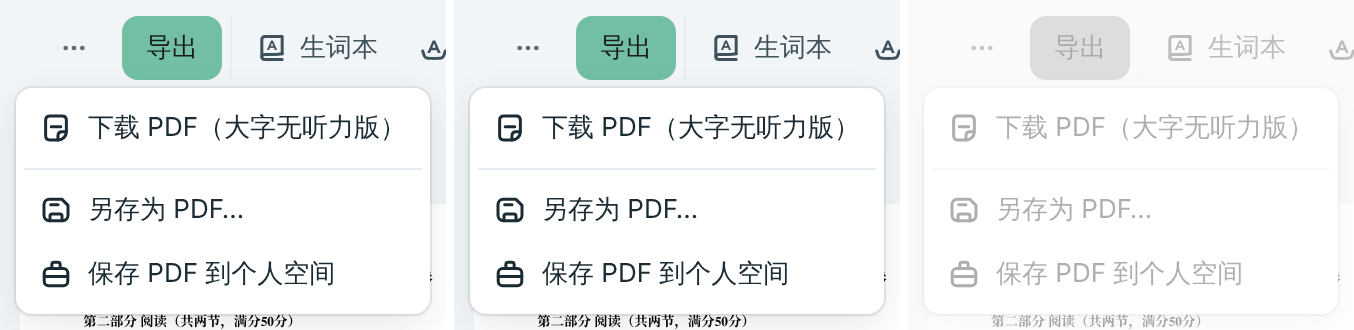 ... 导出 生词本
下载 PDF（大字无听力版）
另存为 PDF...
保存 PDF 到个人空间
第二部分 阅读（共两节，满分50分）
... 导出 生词本
下载 PDF（大字无听力版）
另存为 PDF...
保存 PDF 到个人空间
第二部分 阅读（共两节，满分50分）
... 导出 生词本
下载 PDF（大字无听力版）
另存为 PDF...
保存 PDF 到个人空间
第二部分 阅读（共两节，满分50分）